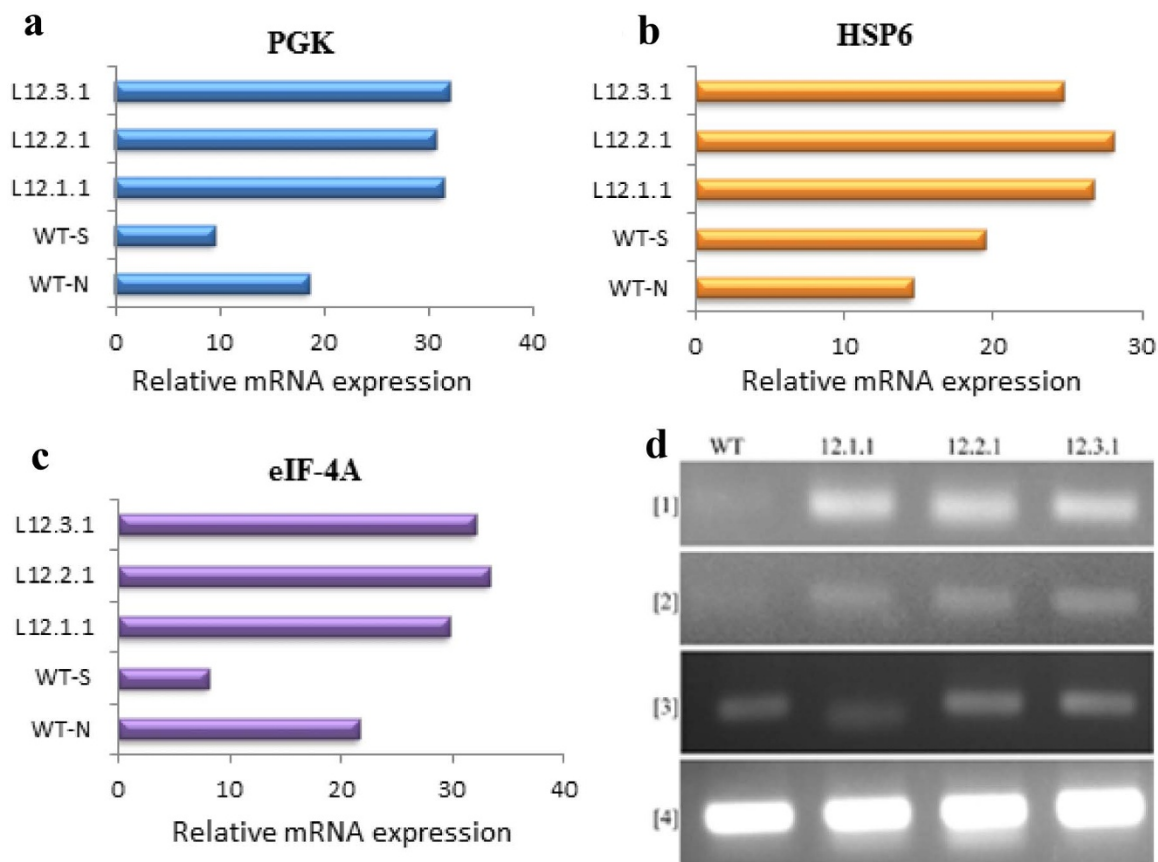 a
PGK
L12.3.1
L12.2.1
L12.1.1
WT-S
WT-N
0 10 20 30 40
Relative mRNA expression
b
HSP6
L12.3.1
L12.2.1
L12.1.1
WT-S
WT-N
0 10 20 30
Relative mRNA expression
c
eIF-4A
L12.3.1
L12.2.1
L12.1.1
WT-S
WT-N
0 10 20 30 40
Relative mRNA expression
d
WT 12.1.1 12.2.1 12.3.1
[1]
[2]
[3]
[4]